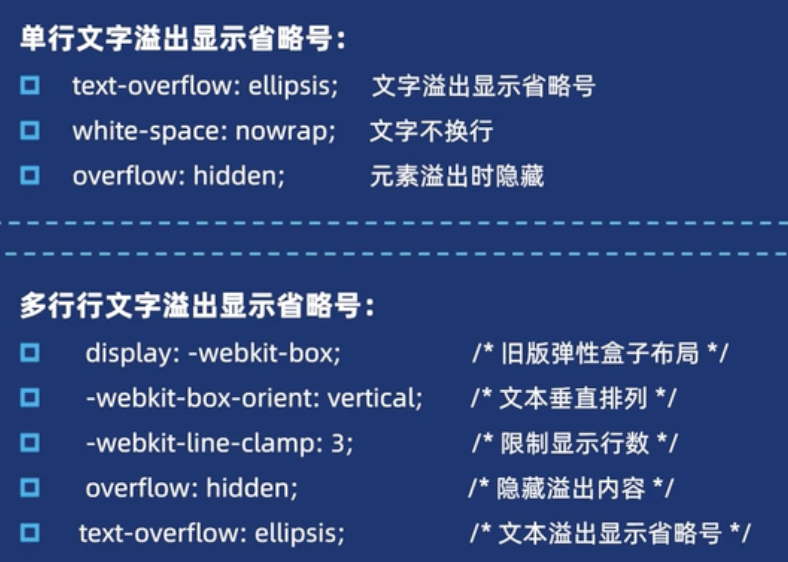 单行文字溢出显示省略号：
text-overflow: ellipsis; 文字溢出显示省略号
white-space: nowrap; 文字不换行
overflow: hidden; 元素溢出时隐藏
多行行文字溢出显示省略号：
display: -webkit-box; /* 旧版弹性盒子布局 */
-webkit-box-orient: vertical; /* 文本垂直排列 */
-webkit-line-clamp: 3; /* 限制显示行数 */
overflow: hidden; /* 隐藏溢出内容 */
text-overflow: ellipsis; /* 文本溢出显示省略号 */